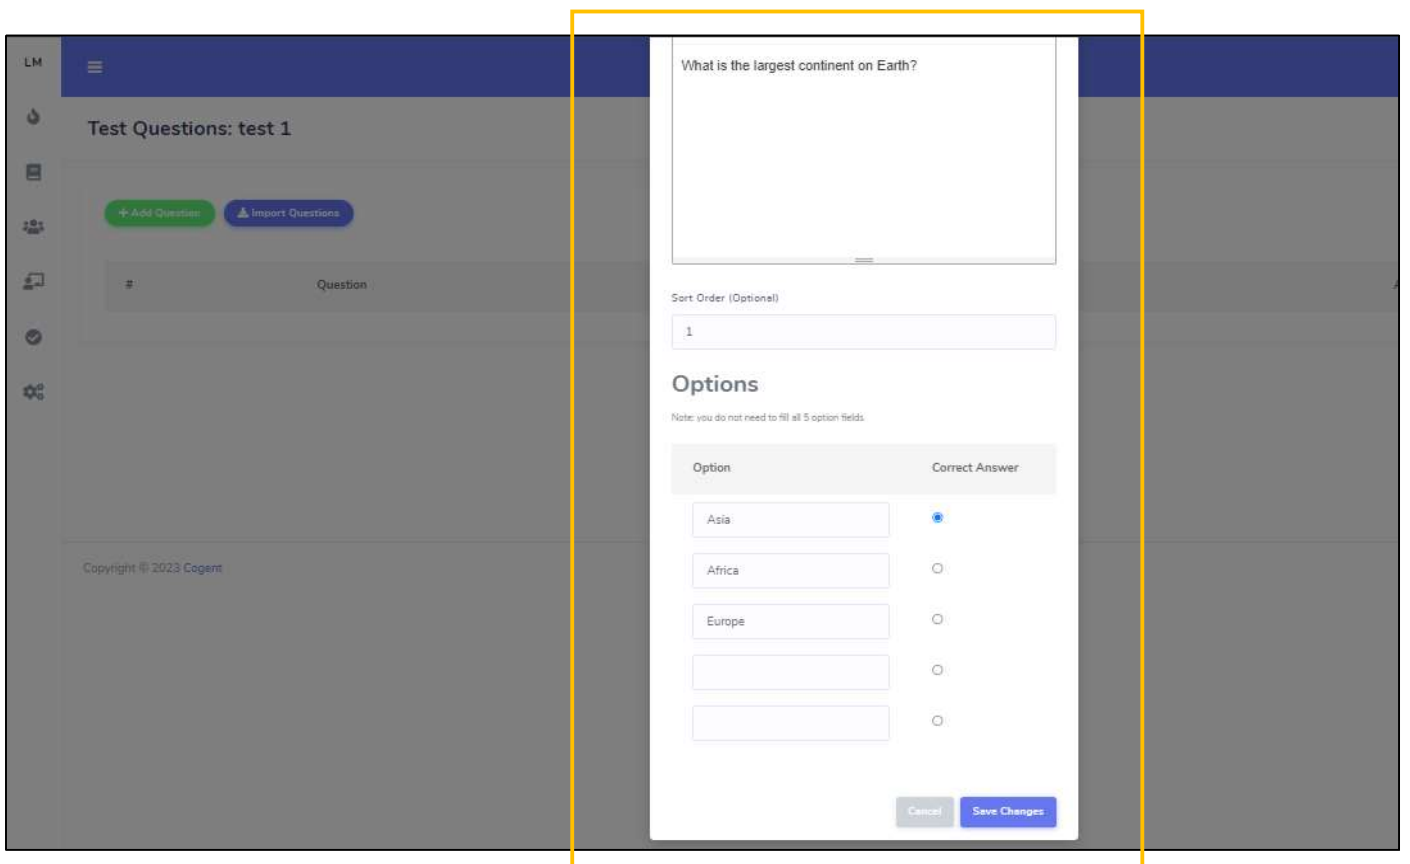 LM
Test Questions: test 1
+ Add Question
Import Questions
#
Question
Copyright © 2023 Cogent
What is the largest continent on Earth?
Sort Order (Optional)
1
Options
Note: you do not need to fill all 5 option fields.
Option Correct Answer
Asia
Africa
Europe
Cancel Save Changes